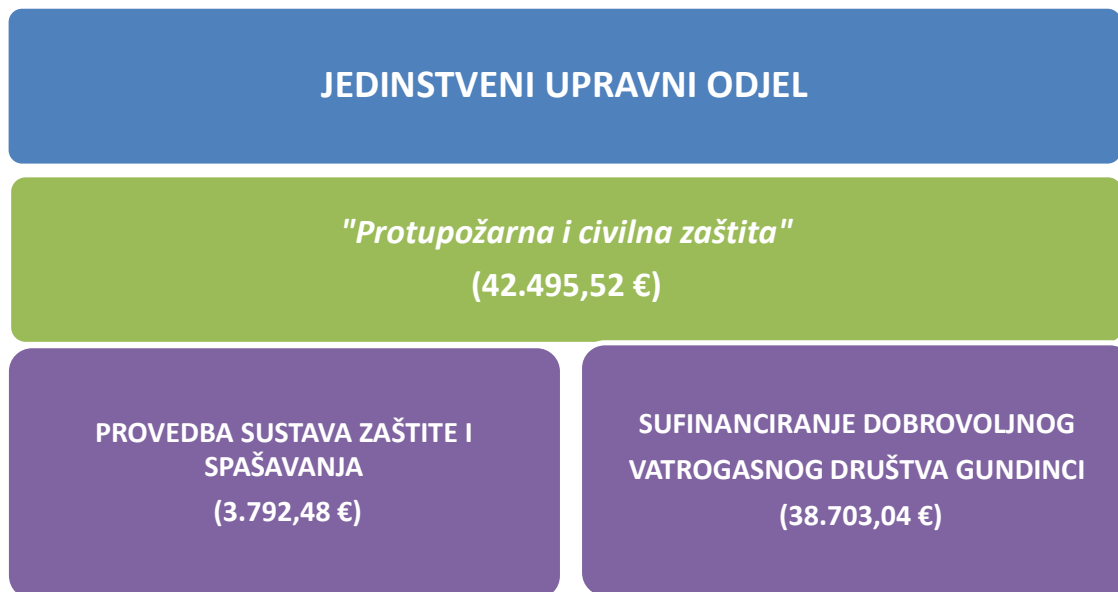 JEDINSTVENI UPRAVNI ODJEL
"Protupožarna i civilna zaštita"
(42.495,52 €)
PROVEDBA SUSTAVA ZAŠTITE I
SPAŠAVANJA
(3.792,48 €)
SUFINANCIRANJE DOBROVOLJNOG
VATROGASNOG DRUŠTVA GUNDINCI
(38.703,04 €)